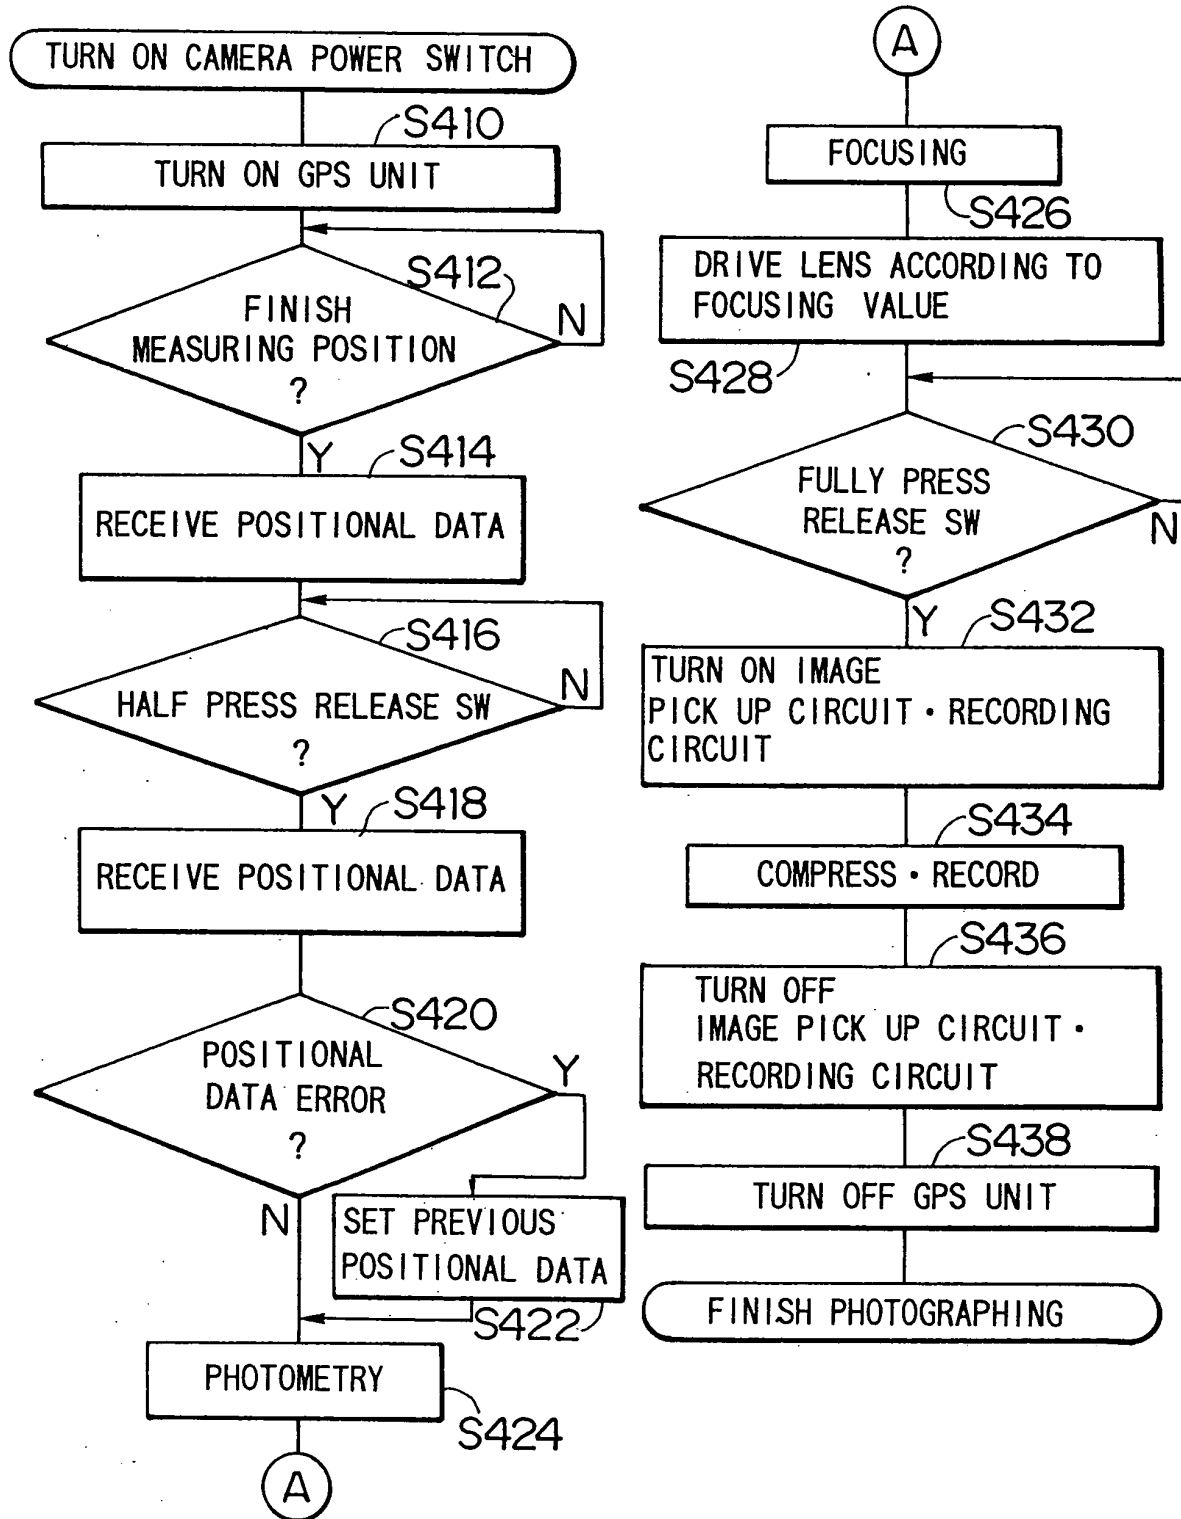 TURN ON CAMERA POWER SWITCH
S410
TURN ON GPS UNIT
S412
FINISH
MEASURING POSITION
?
N
Y
S414
RECEIVE POSITIONAL DATA
S416
HALF PRESS RELEASE SW
?
N
Y
S418
RECEIVE POSITIONAL DATA
S420
POSITIONAL
DATA ERROR
?
Y
N
SET PREVIOUS
POSITIONAL DATA
S422
PHOTOMETRY
S424
A
A
FOCUSING
S426
DRIVE LENS ACCORDING TO
FOCUSING VALUE
S428
S430
FULLY PRESS
RELEASE SW
?
N
Y
S432
TURN ON IMAGE
PICK UP CIRCUIT・RECORDING
CIRCUIT
S434
COMPRESS・RECORD
S436
TURN OFF
IMAGE PICK UP CIRCUIT・
RECORDING CIRCUIT
S438
TURN OFF GPS UNIT
FINISH PHOTOGRAPHING